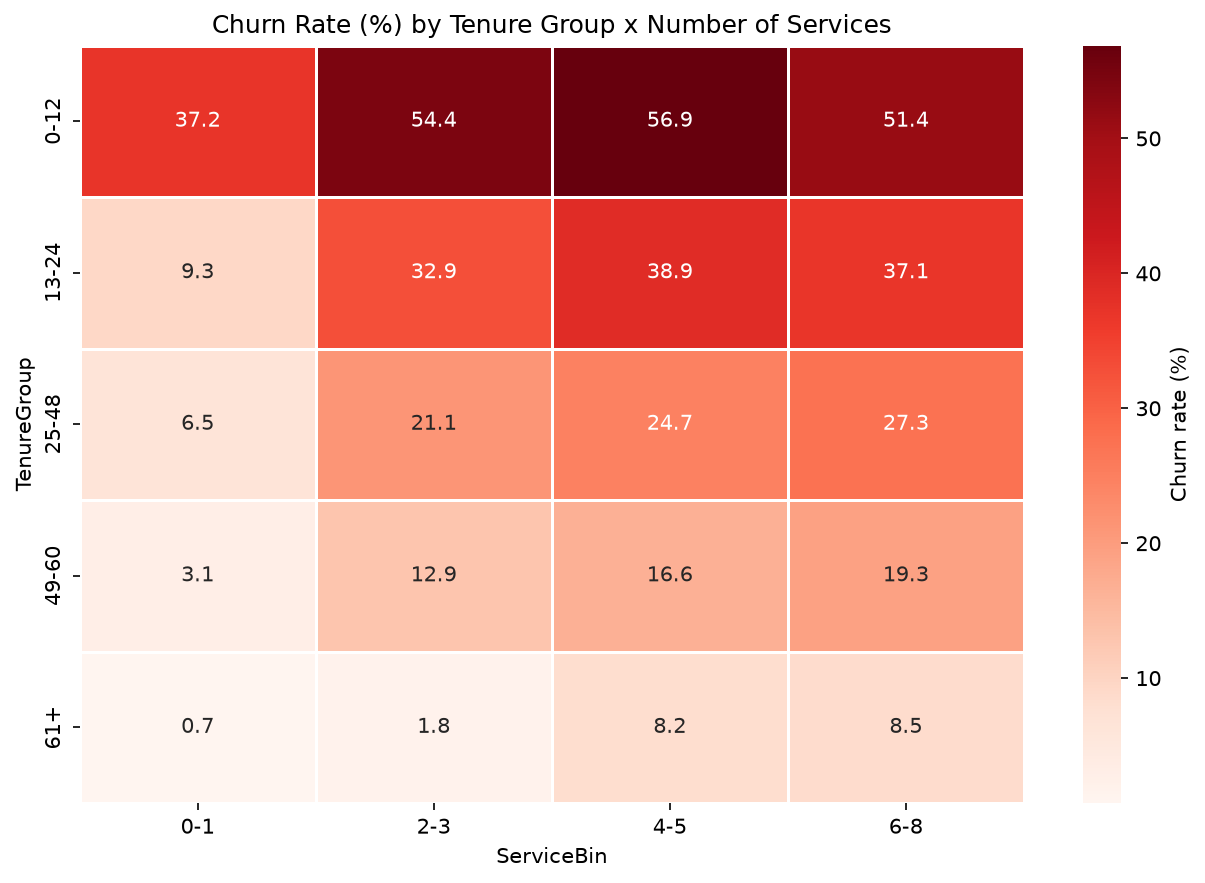 Churn Rate (%) by Tenure Group x Number of Services
TenureGroup
0-12
37.2 54.4 56.9 51.4
13-24
9.3 32.9 38.9 37.1
25-48
6.5 21.1 24.7 27.3
49-60
3.1 12.9 16.6 19.3
61+
0.7 1.8 8.2 8.5
0-1 2-3 4-5 6-8
ServiceBin
50
40
30
20
10
Churn rate (%)